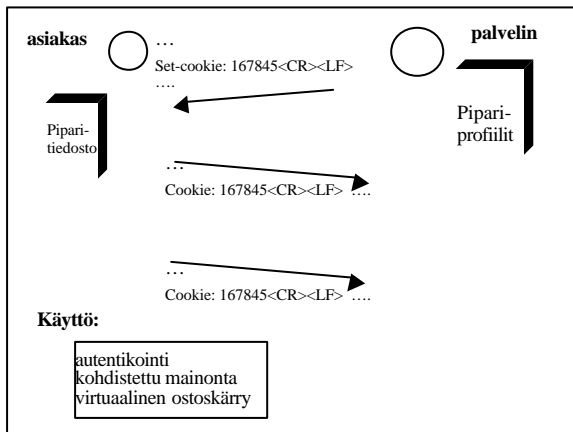 asiakas
palvelin
…
Set-cookie: 167845<CR><LF>
….
Pipari-
tiedosto
Pipari-
profiilit
…
Cookie: 167845<CR><LF> ….
…
Cookie: 167845<CR><LF> ….
Käyttö:
autentikointi
kohdistettu mainonta
virtuaalinen ostoskärry